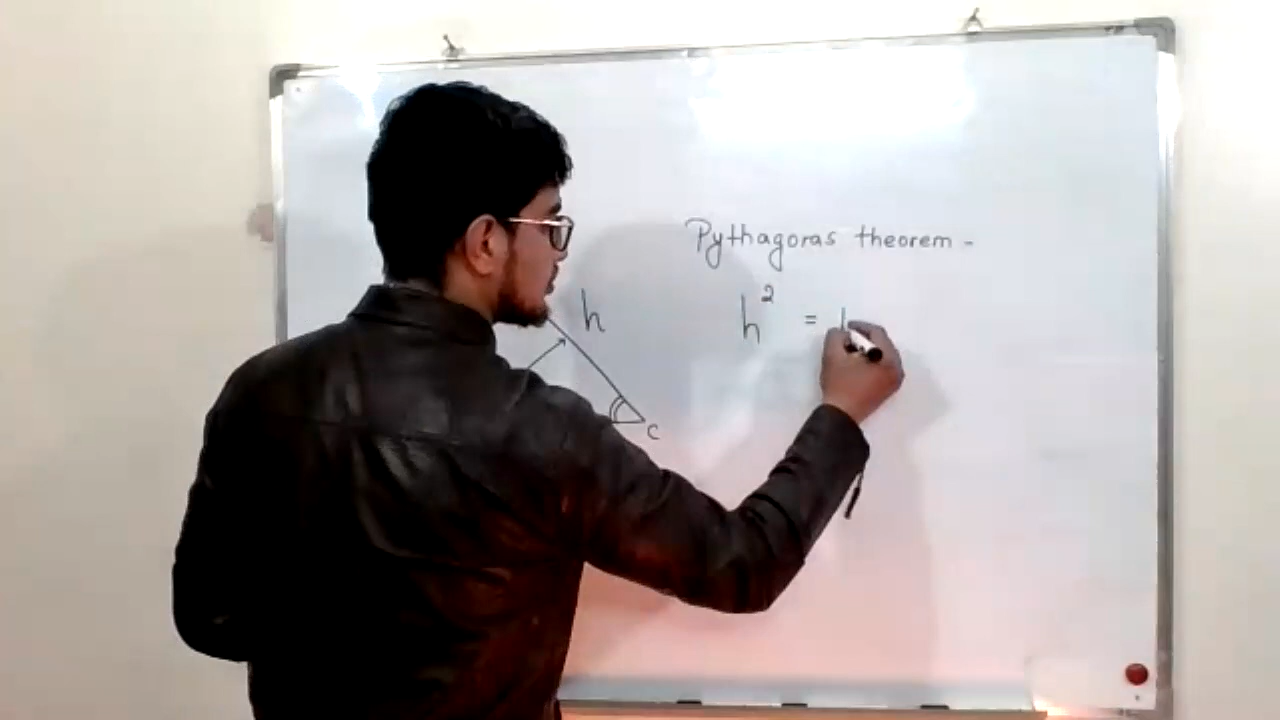 Pythagoras theorem -
h
h² =
C